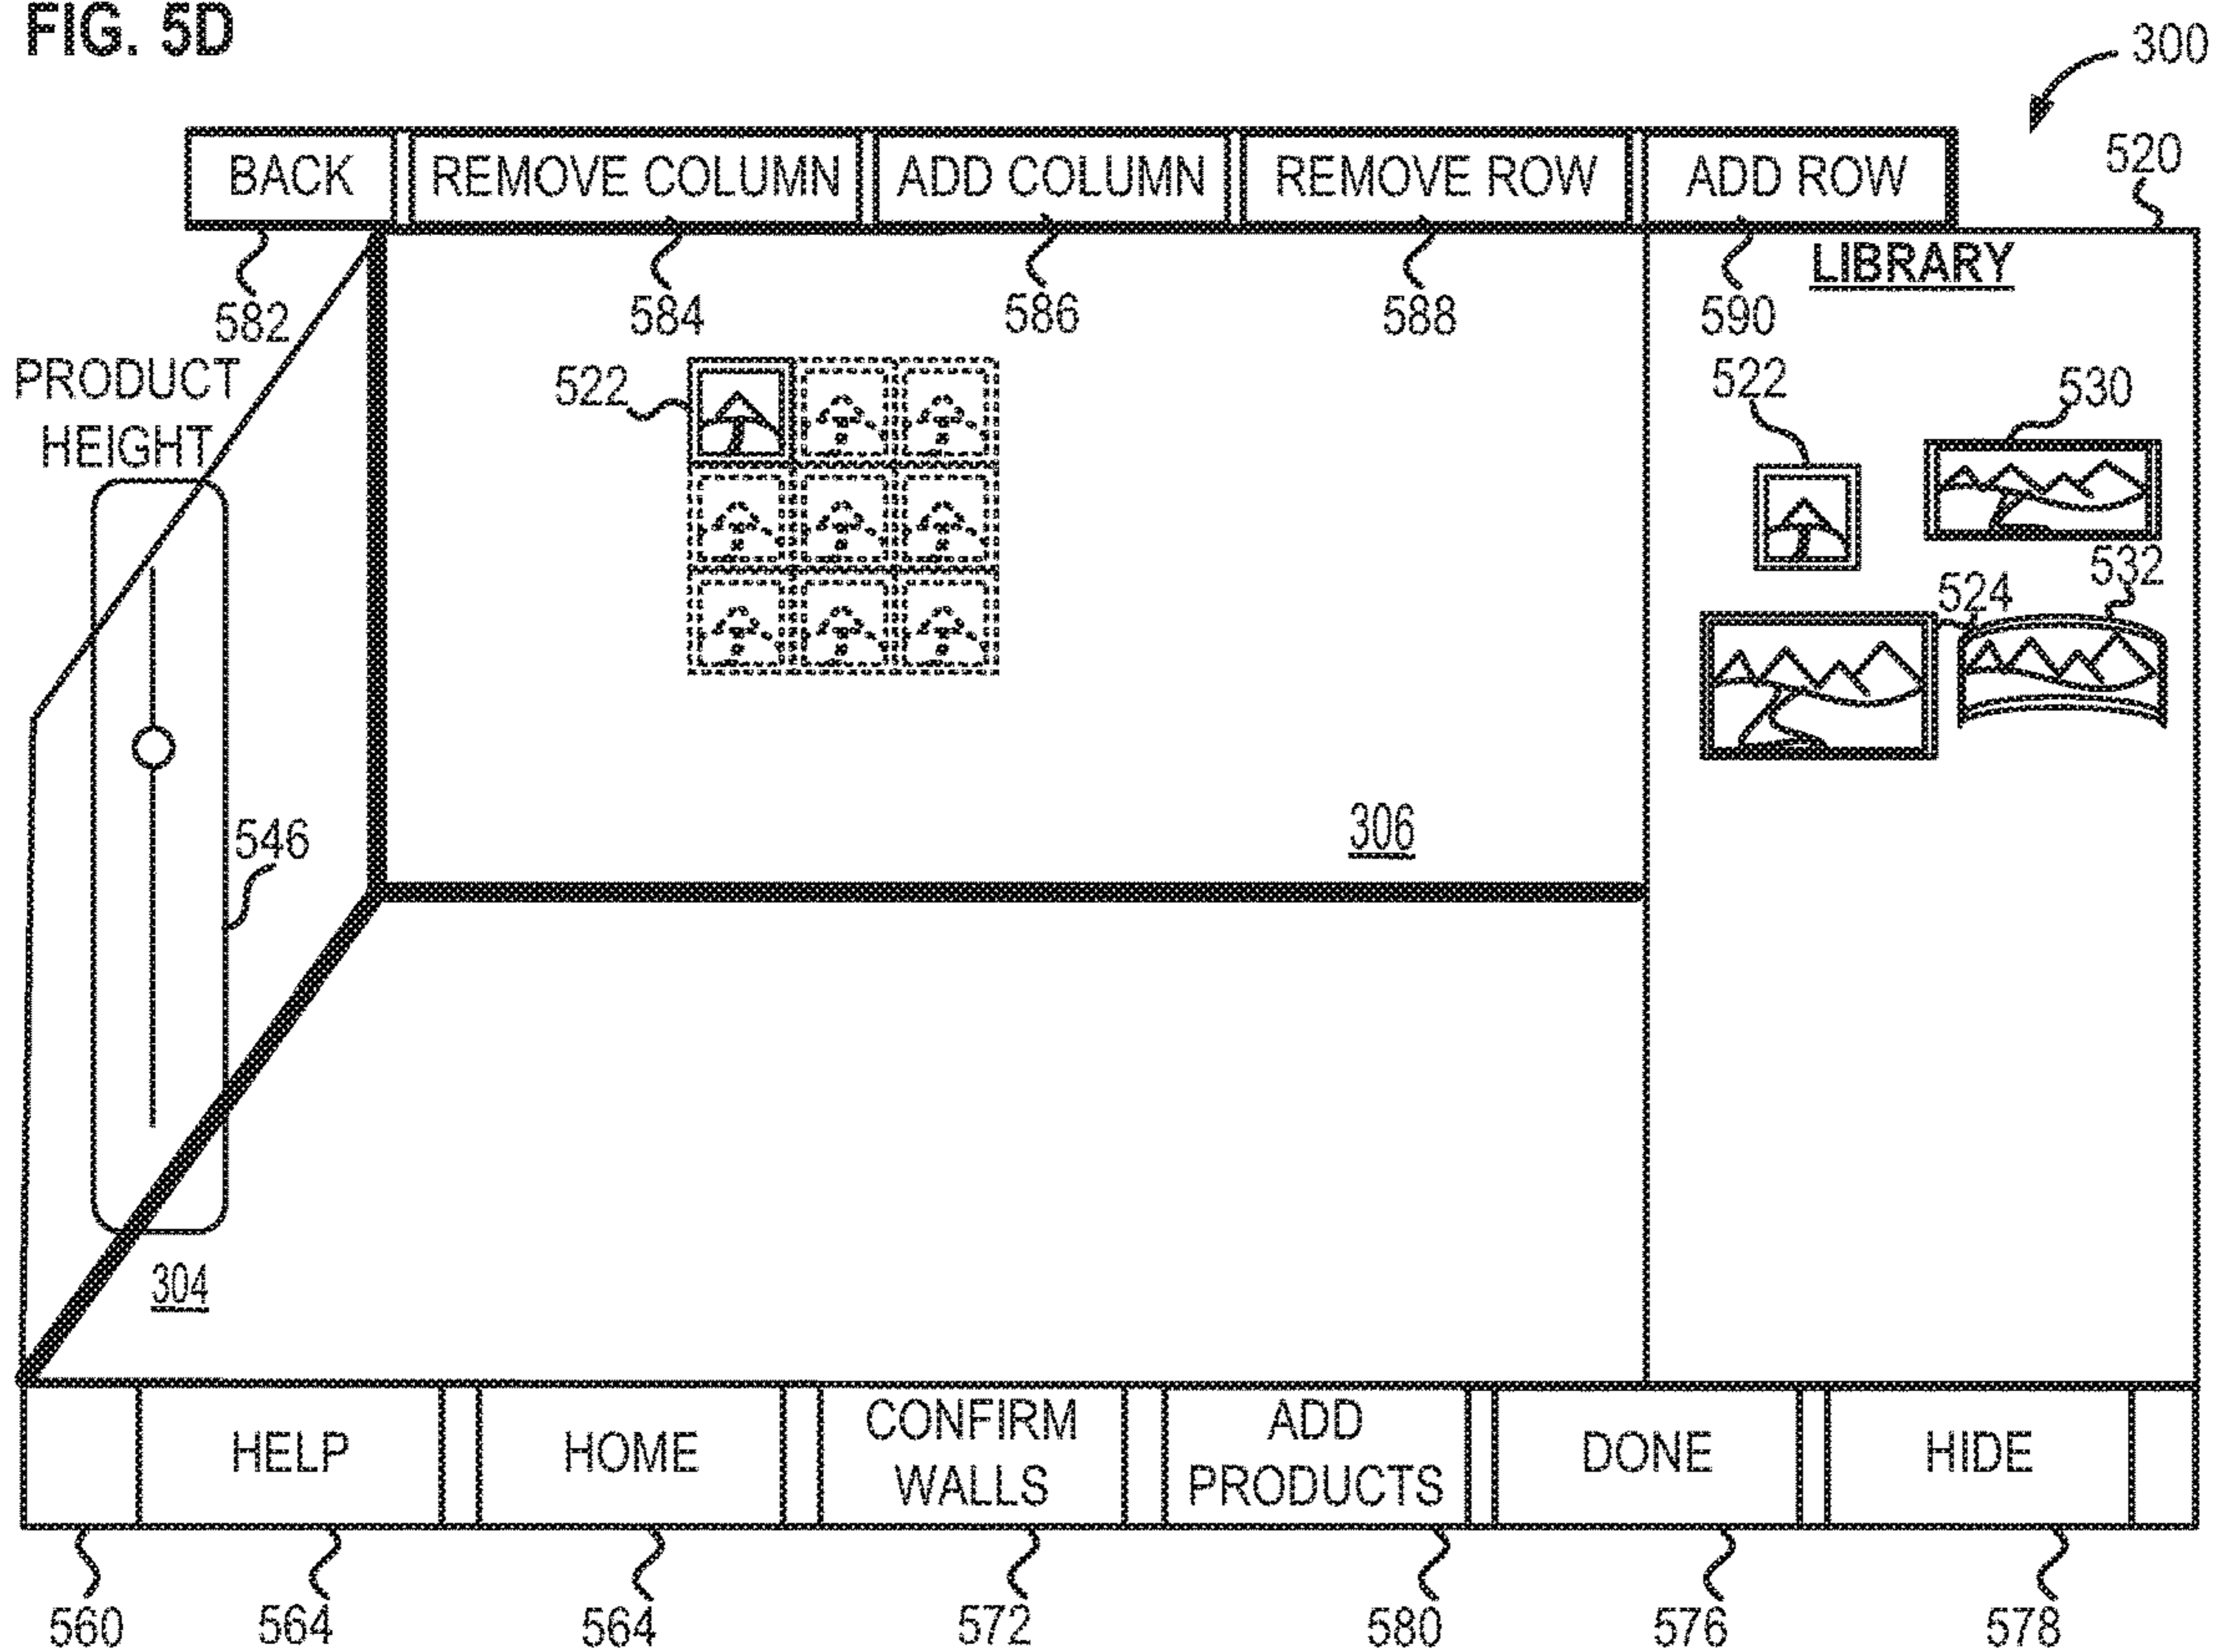 FIG. 5D
300
520
BACK
REMOVE COLUMN
ADD COLUMN
REMOVE ROW
ADD ROW
LIBRARY
582
584
586
588
590
PRODUCT
HEIGHT
522
522
530
524
532
546
306
304
HELP
HOME
CONFIRM
WALLS
ADD
PRODUCTS
DONE
HIDE
560
564
564
572
580
576
578